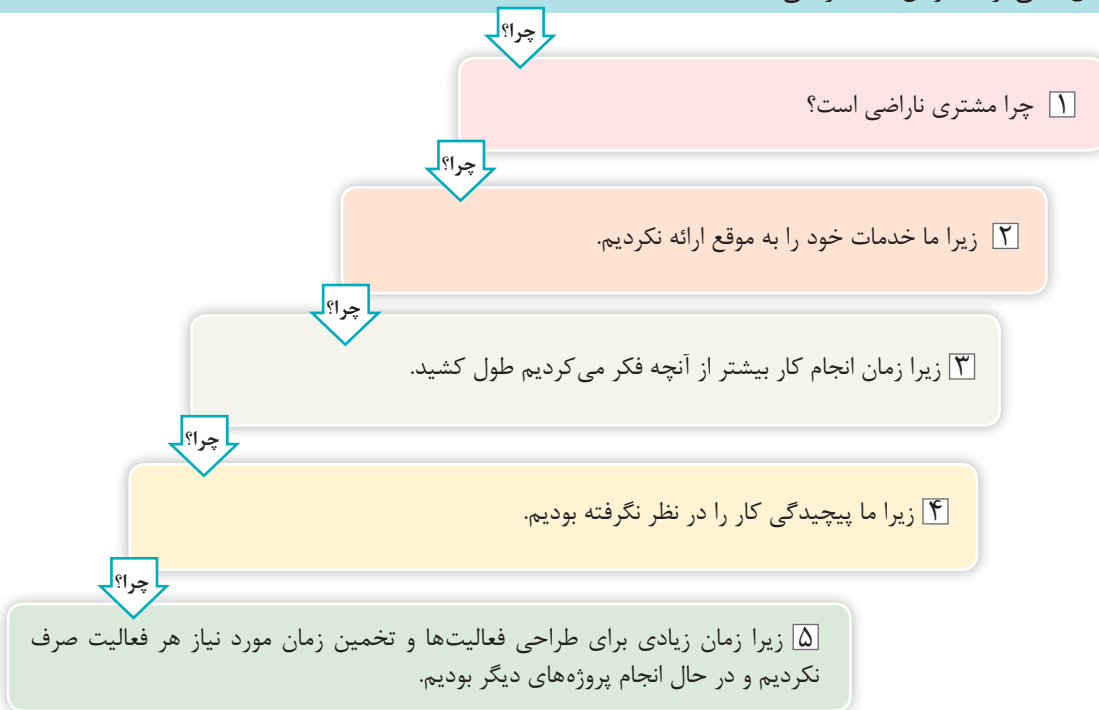 چرا؟
۱ چرا مشتری ناراضی است؟
چرا؟
۲ زیرا ما خدمات خود را به موقع ارائه نکردیم.
چرا؟
۳ زیرا زمان انجام کار بیشتر از آنچه فکر می‌کردیم طول کشید.
چرا؟
۴ زیرا ما پیچیدگی کار را در نظر نگرفته بودیم.
چرا؟
۵ زیرا زمان زیادی برای طراحی فعالیت‌ها و تخمین زمان مورد نیاز هر فعالیت صرف
نکردیم و در حال انجام پروژه‌های دیگر بودیم.